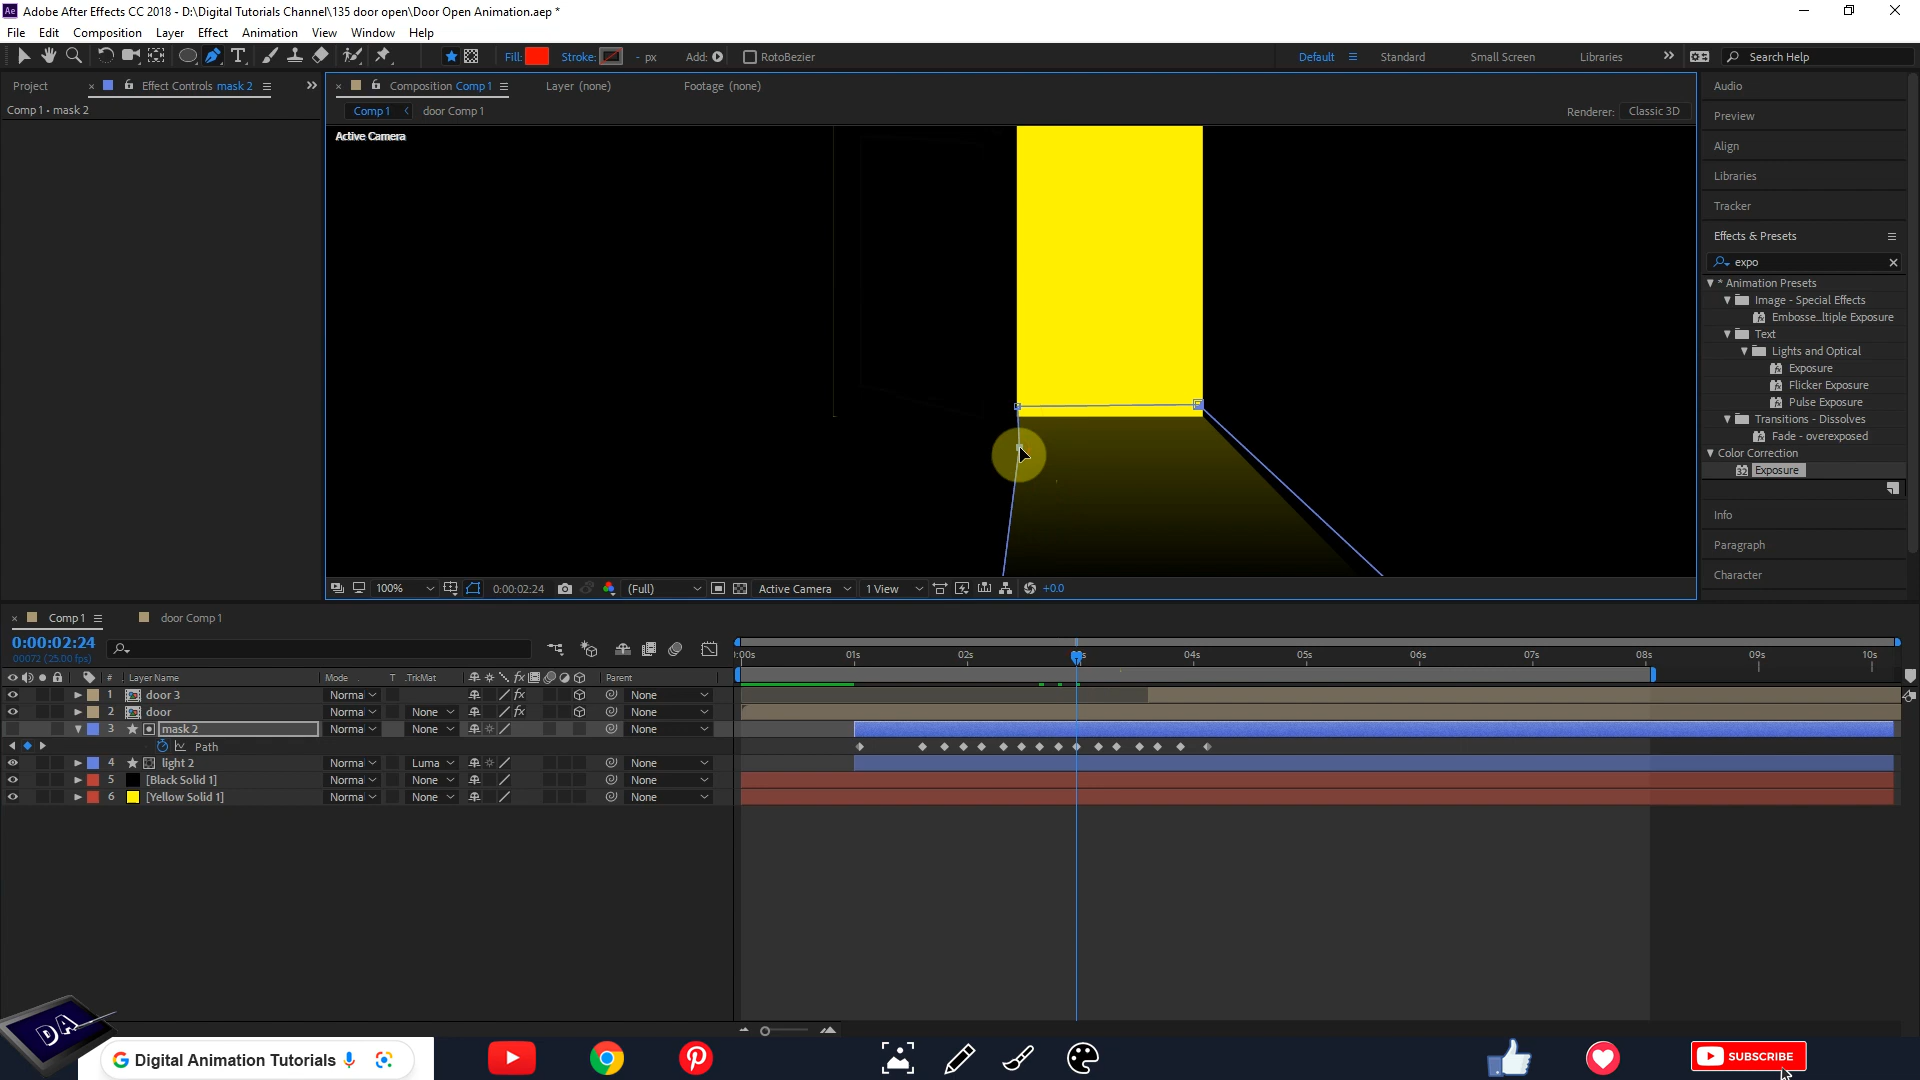 Ae Adobe After Effects CC 2018 - D:\Digital Tutorials Channel\135 door open\Door Open Animation.aep *
File Edit Composition Layer Effect Animation View Window Help
Fill: Stroke: - px Add: RotoBezier Default Standard Small Screen Libraries Search Help
Project Effect Controls mask 2 Composition Comp 1 Layer (none) Footage (none)
Comp 1 • mask 2
Comp 1 door Comp 1 Renderer: Classic 3D
Active Camera
Audio
Preview
Align
Libraries
Tracker
Effects & Presets
expo
* Animation Presets
Image - Special Effects
Embosse...ltiple Exposure
Text
Lights and Optical
Exposure
Flicker Exposure
Pulse Exposure
Transitions - Dissolves
Fade - overexposed
Color Correction
32 Exposure
Info
Paragraph
Character
100% 0:00:02:24 (Full) Active Camera 1 View +0.0
Comp 1 door Comp 1
0:00:02:24
00072 (25.00 fps)
:00s 01s 02s 04s 05s 06s 07s 08s 09s 10s
# Layer Name Mode T .TrkMat fx Parent
1 door 3 Norma fx None
2 door Norma None fx None
3 mask 2 Norma None None
Path
4 light 2 Norma Luma None
5 [Black Solid 1] Norma None None
6 [Yellow Solid 1] Norma None None
DA
Digital Animation Tutorials
SUBSCRIBE